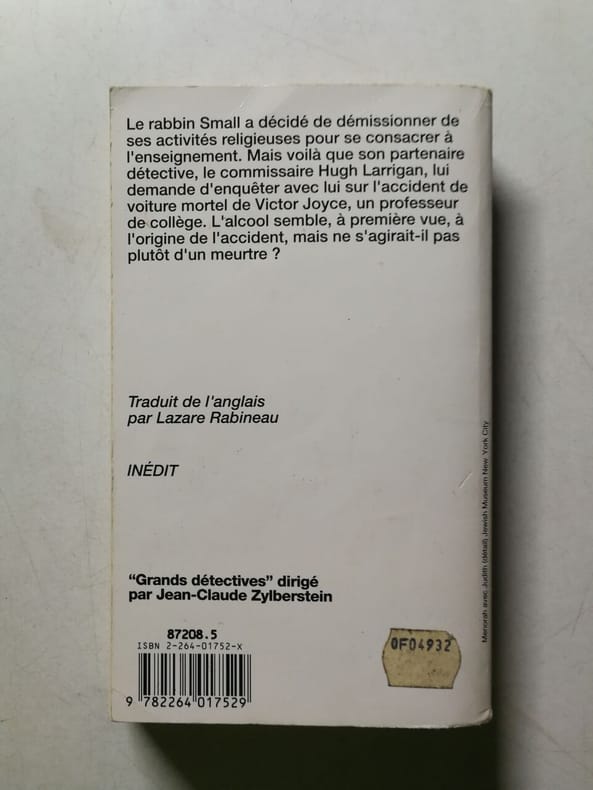 Le rabbin Small a décidé de démissionner de
ses activités religieuses pour se consacrer à
l'enseignement. Mais voilà que son partenaire
détective, le commissaire Hugh Larrigan, lui
demande d'enquêter avec lui sur l'accident de
voiture mortel de Victor Joyce, un professeur
de collège. L'alcool semble, à première vue, à
l'origine de l'accident, mais ne s'agirait-il pas
plutôt d'un meurtre ?
Traduit de l'anglais
par Lazare Rabineau
INÉDIT
“Grands détectives” dirigé
par Jean-Claude Zylberstein
87208.5
ISBN 2-264-01752-X
9 782264 017529
0F04932
Menorah avec Judith (détail) Jewish Museum New York City